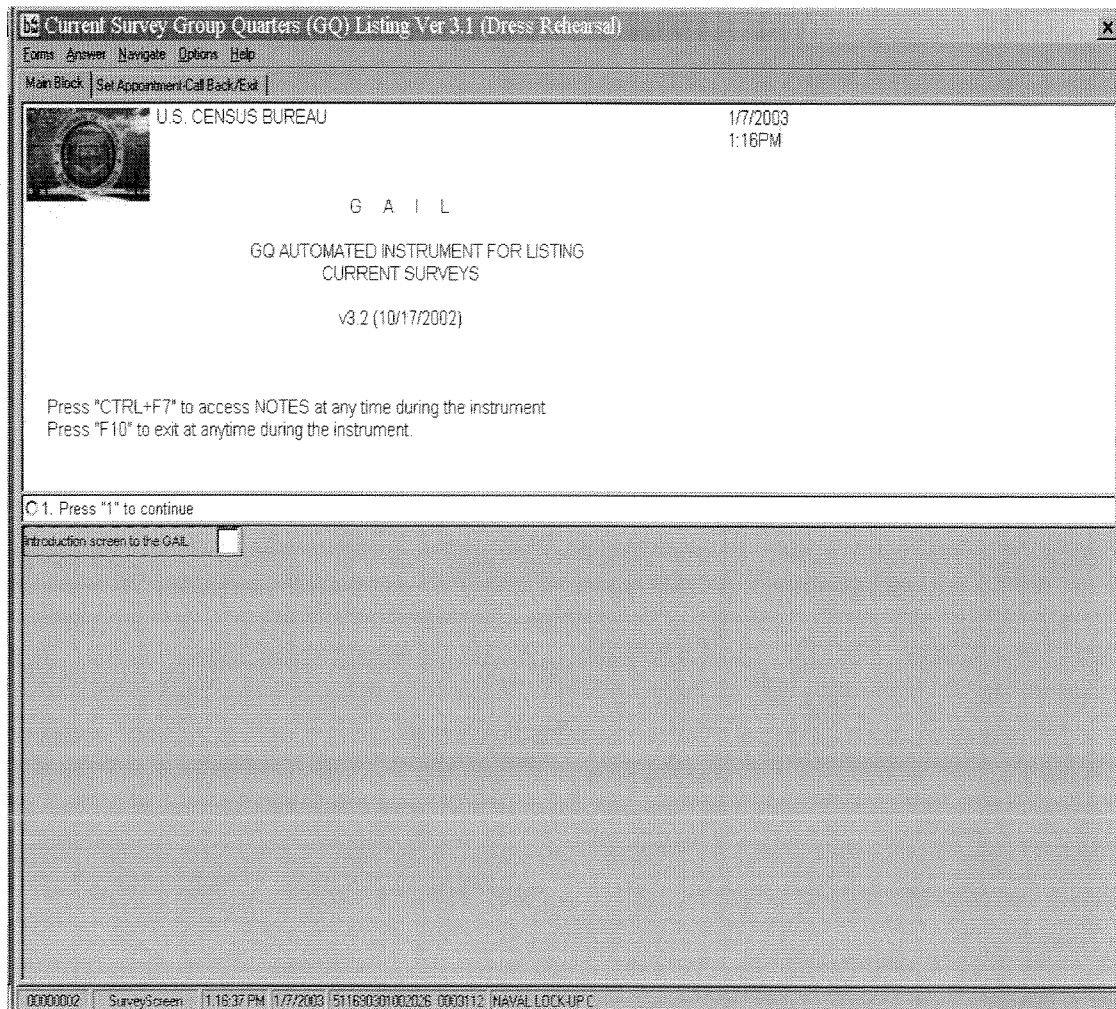 Current Survey Group Quarters (GQ) Listing Ver 3.1 (Dress Rehearsal)
Forms Answer Navigate Options Help
Main Block Set Appointment-Call Back/Exit
U.S. CENSUS BUREAU 1/7/2003
1:16PM
G A I L
GQ AUTOMATED INSTRUMENT FOR LISTING
CURRENT SURVEYS
v3.2 (10/17/2002)
Press "CTRL+F7" to access NOTES at any time during the instrument
Press "F10" to exit at anytime during the instrument.
1. Press "1" to continue
Introduction screen to the GAIL
00000002 SurveyScreen 1:16:37 PM 1/7/2003 511690301002026 0003112 NAVAL LOCK-UP C